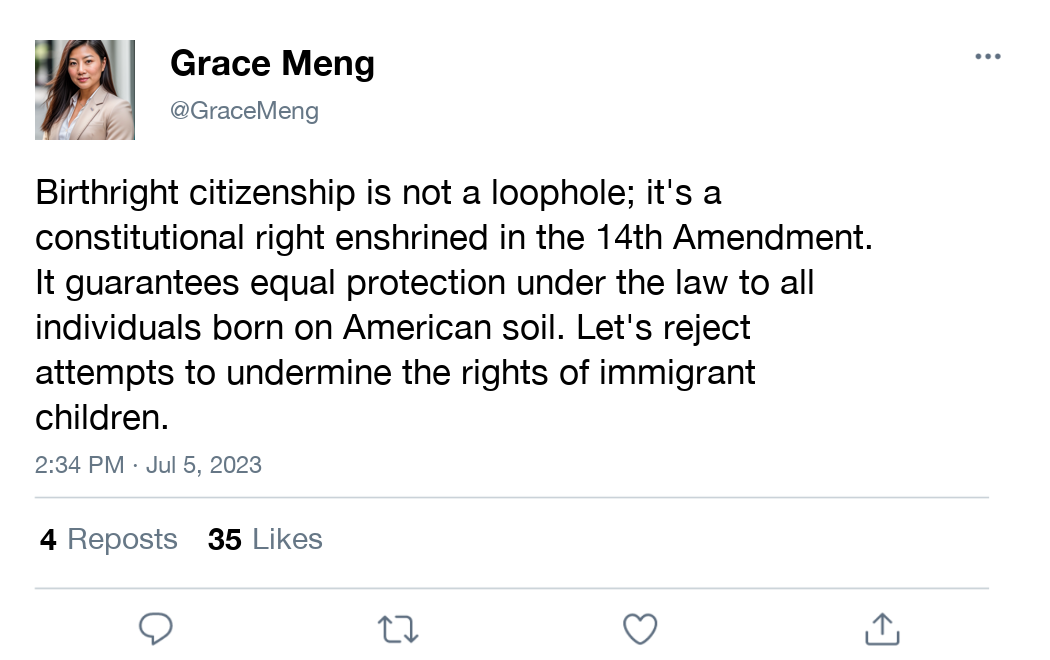 Grace Meng
@GraceMeng
Birthright citizenship is not a loophole; it's a
constitutional right enshrined in the 14th Amendment.
It guarantees equal protection under the law to all
individuals born on American soil. Let's reject
attempts to undermine the rights of immigrant
children.
2:34 PM · Jul 5, 2023
4 Reposts 35 Likes